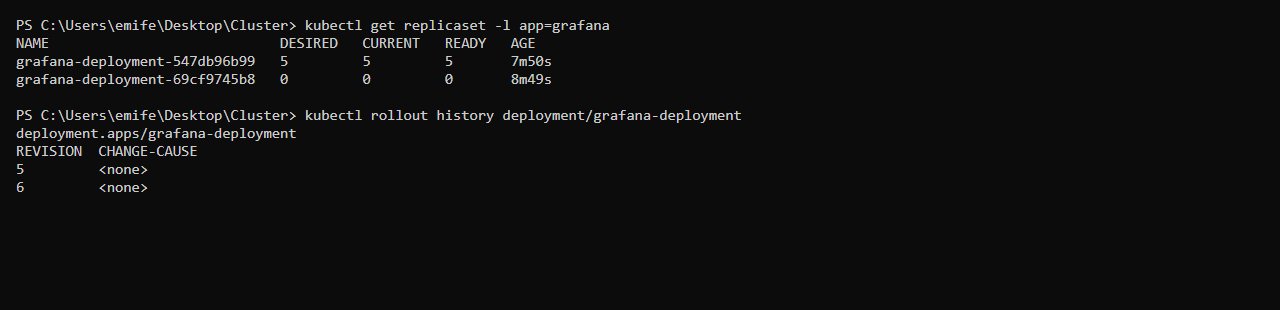 PS C:\Users\emife\Desktop\Cluster> kubectl get replicaset -l app=grafana
NAME                            DESIRED   CURRENT   READY   AGE
grafana-deployment-547db96b99   5         5         5       7m50s
grafana-deployment-69cf9745b8   0         0         0       8m49s
PS C:\Users\emife\Desktop\Cluster> kubectl rollout history deployment/grafana-deployment
deployment.apps/grafana-deployment
REVISION  CHANGE-CAUSE
5         <none>
6         <none>